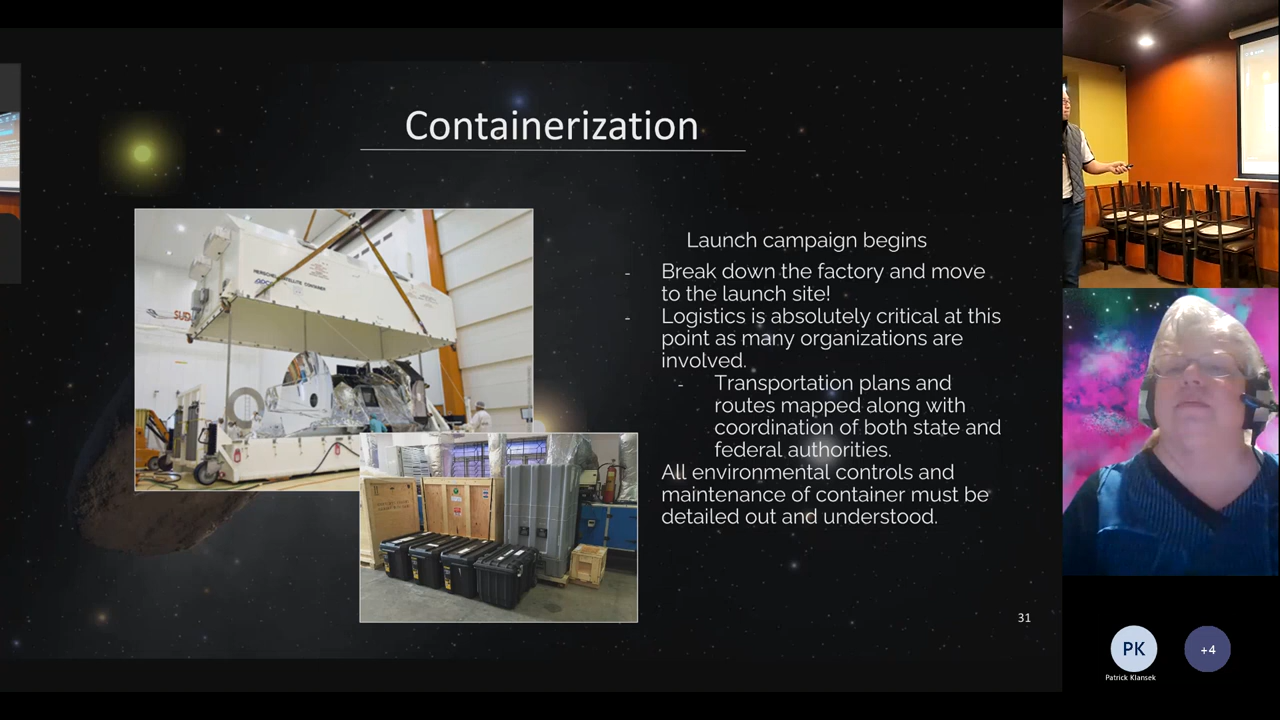 Containerization
HERSCHEL SATELLITE CONTAINER
Launch campaign begins
- Break down the factory and move
to the launch site!
- Logistics is absolutely critical at this
point as many organizations are
involved.
- Transportation plans and
routes mapped along with
coordination of both state and
federal authorities.
All environmental controls and
maintenance of container must be
detailed out and understood.
31
PK
+4
Patrick Klansek